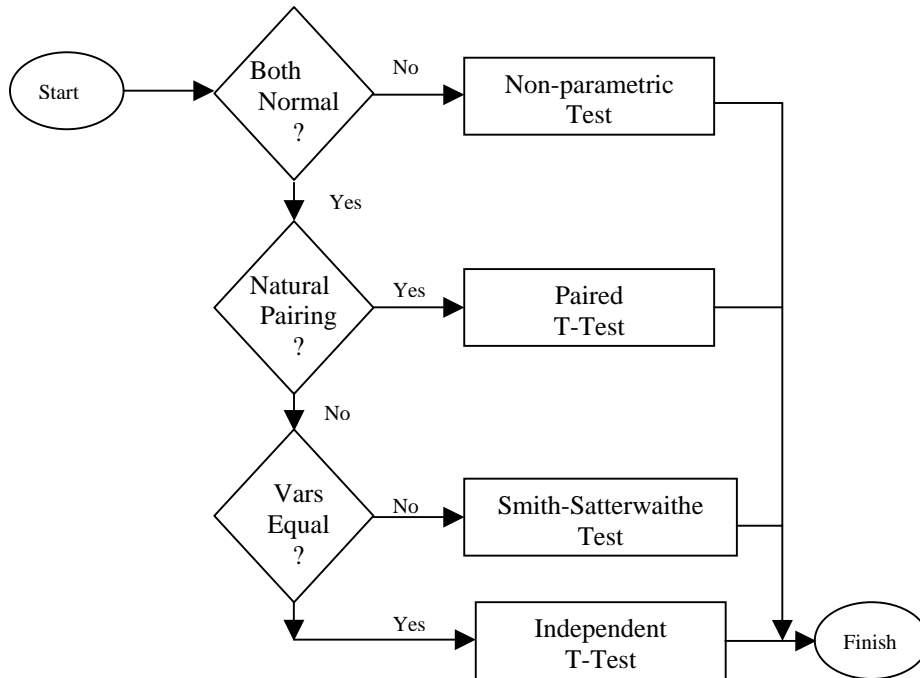 Start
Both
Normal
?
No
Non-parametric
Test
Yes
Natural
Pairing
?
Yes
Paired
T-Test
No
Vars
Equal
?
No
Smith-Satterwaithe
Test
Yes
Independent
T-Test
Finish